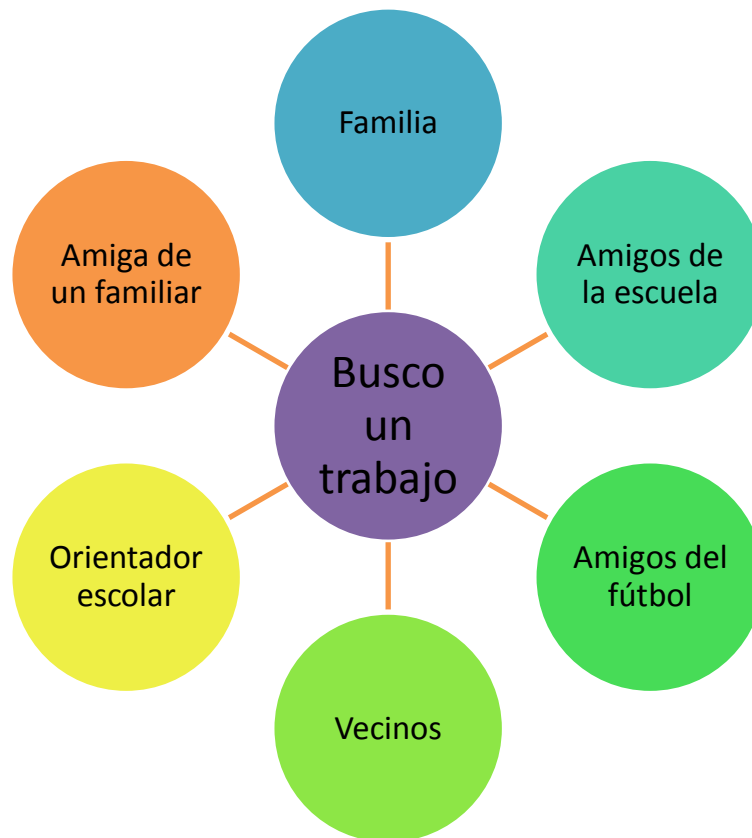 Familia
Amigos de
la escuela
Amigos del
fútbol
Vecinos
Orientador
escolar
Amiga de
un familiar
Busco
un
trabajo